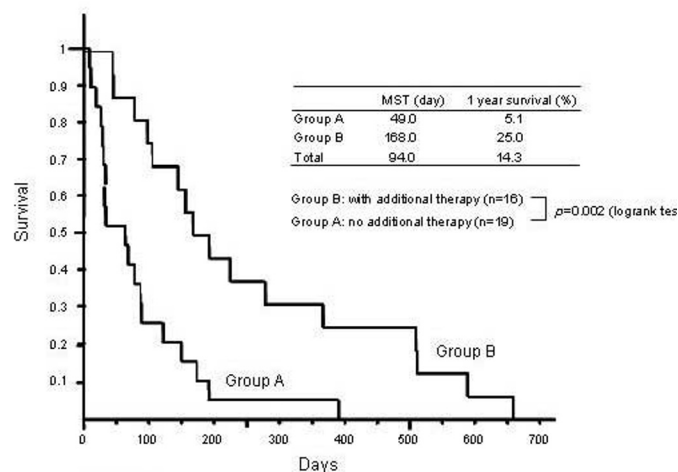 1
0.9
0.8
0.7
0.6
0.5
0.4
0.3
0.2
0.1
Survival
MST (day) 1 year survival (%)
Group A 49.0 5.1
Group B 168.0 25.0
Total 94.0 14.3
Group B: with additional therapy (n=16)
Group A: no additional therapy (n=19)
p=0.002 (logrank tes
Group B
Group A
0 100 200 300 400 500 600 700
Days